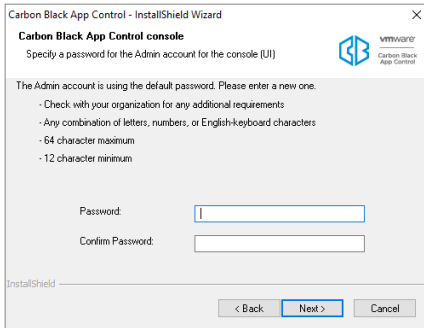 Carbon Black App Control - InstallShield Wizard
Carbon Black App Control console
Specify a password for the Admin account for the console (UI)
vmware
Carbon Black
App Control
The Admin account is using the default password. Please enter a new one.
- Check with your organization for any additional requirements
- Any combination of letters, numbers, or English-keyboard characters
- 64 character maximum
- 12 character minimum
Password:
Confirm Password:
InstallShield
< Back
Next >
Cancel